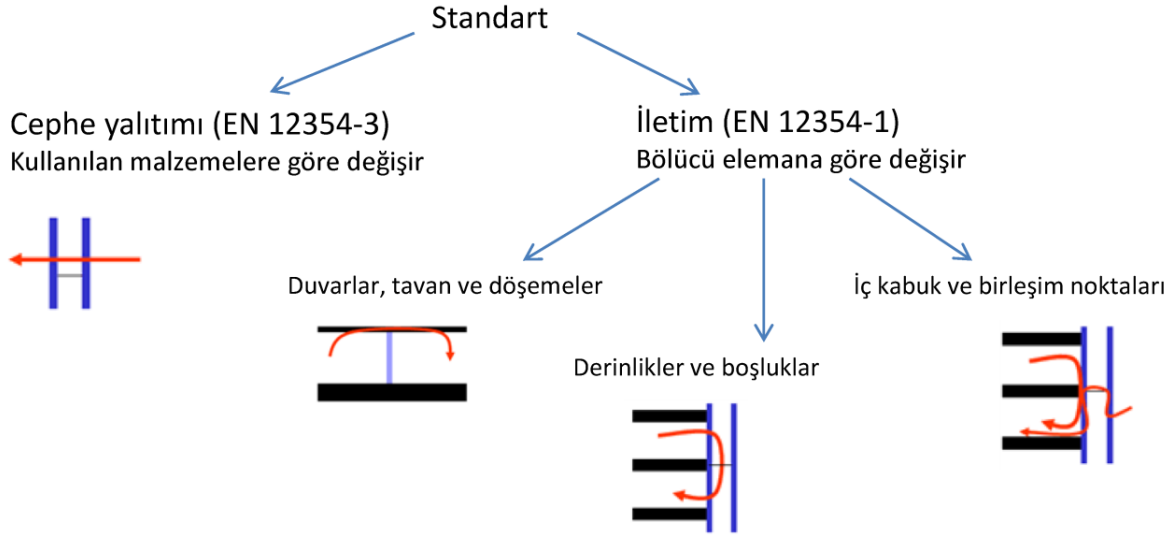 Standart
Cephe yalıtımı (EN 12354-3)
Kullanılan malzemelere göre değişir
İletim (EN 12354-1)
Bölücü elemana göre değişir
Duvarlar, tavan ve döşemeler
Derinlikler ve boşluklar
İç kabuk ve birleşim noktaları